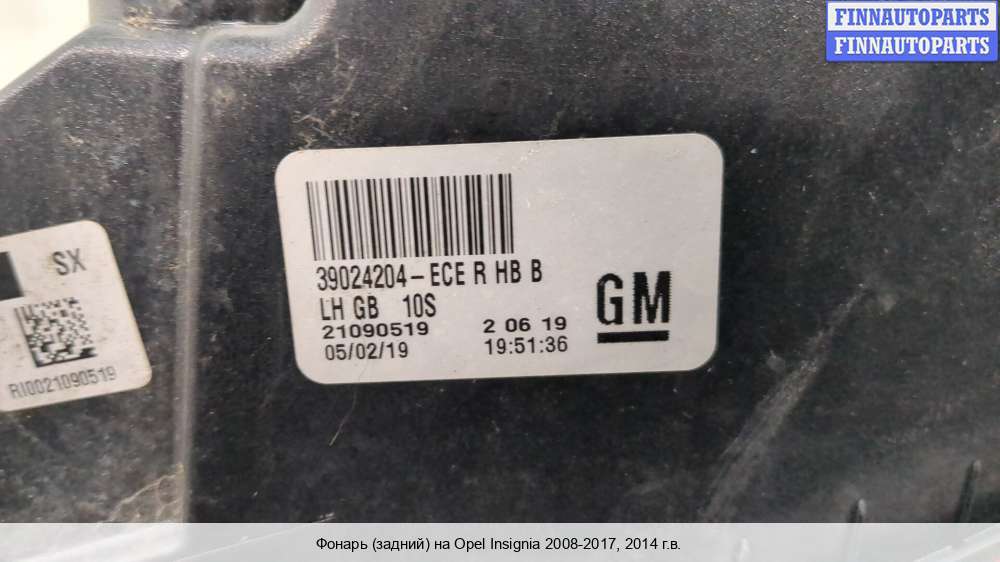 FINNAUTOPARTS
FINNAUTOPARTS
SX
RI0021090519
39024204-ECE R HB B
LH GB 10S
21090519 2 06 19
05/02/19 19:51:36
GM
Фонарь (задний) на Opel Insignia 2008-2017, 2014 г.в.